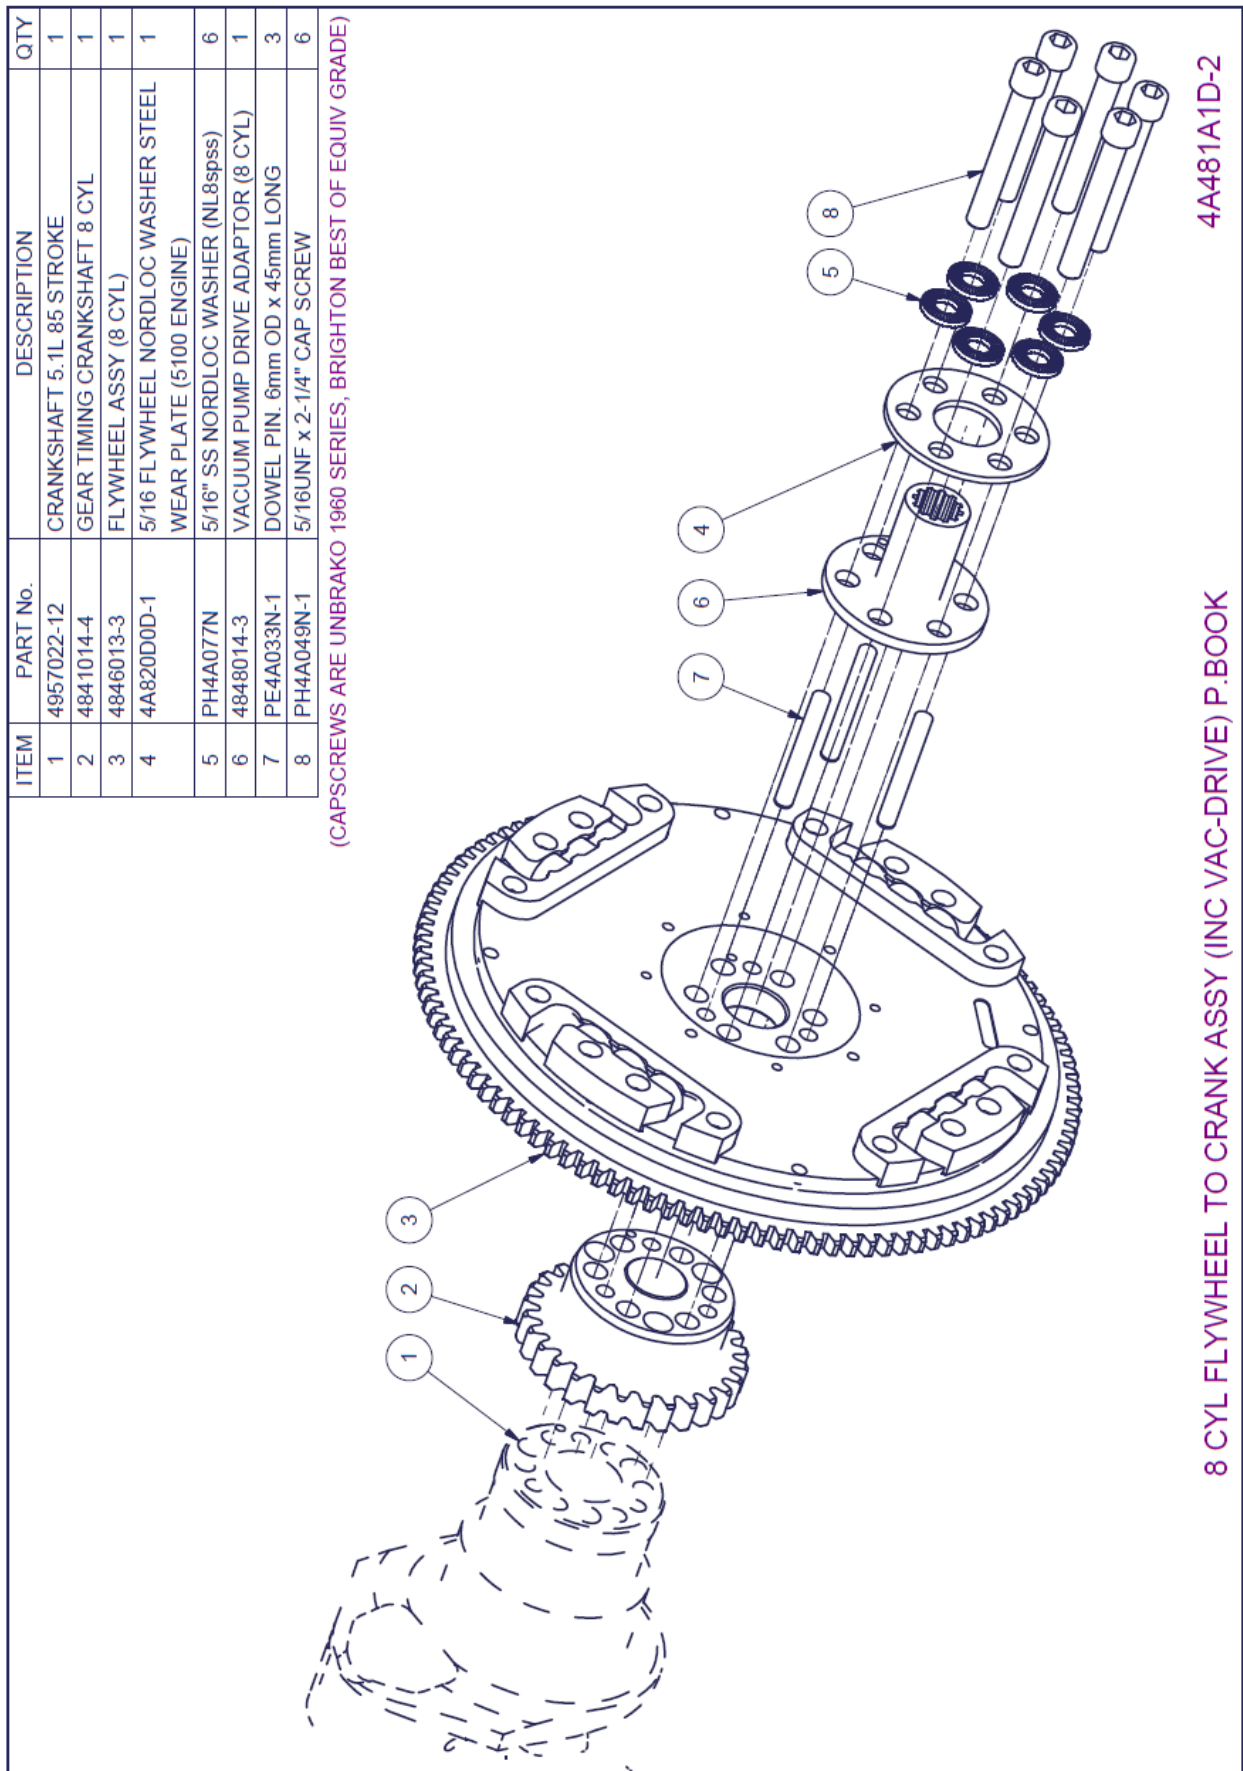 ITEM PART No. DESCRIPTION QTY
1 4957022-12 CRANKSHAFT 5.1L 85 STROKE 1
2 4841014-4 GEAR TIMING CRANKSHAFT 8 CYL 1
3 4846013-3 FLYWHEEL ASSY (8 CYL) 1
4 4A820D0D-1 5/16 FLYWHEEL NORDLOC WASHER STEEL 1
WEAR PLATE (5100 ENGINE)
5 PH4A077N 5/16" SS NORDLOC WASHER (NL8spss) 6
6 4848014-3 VACUUM PUMP DRIVE ADAPTOR (8 CYL) 1
7 PE4A033N-1 DOWEL PIN. 6mm OD x 45mm LONG 3
8 PH4A049N-1 5/16UNF x 2-1/4" CAP SCREW 6
(CAPSCREWS ARE UNBRAKO 1960 SERIES, BRIGHTON BEST OF EQUIV GRADE)
1
2
3
7
6
4
5
8
8 CYL FLYWHEEL TO CRANK ASSY (INC VAC-DRIVE) P.BOOK
4A481A1D-2